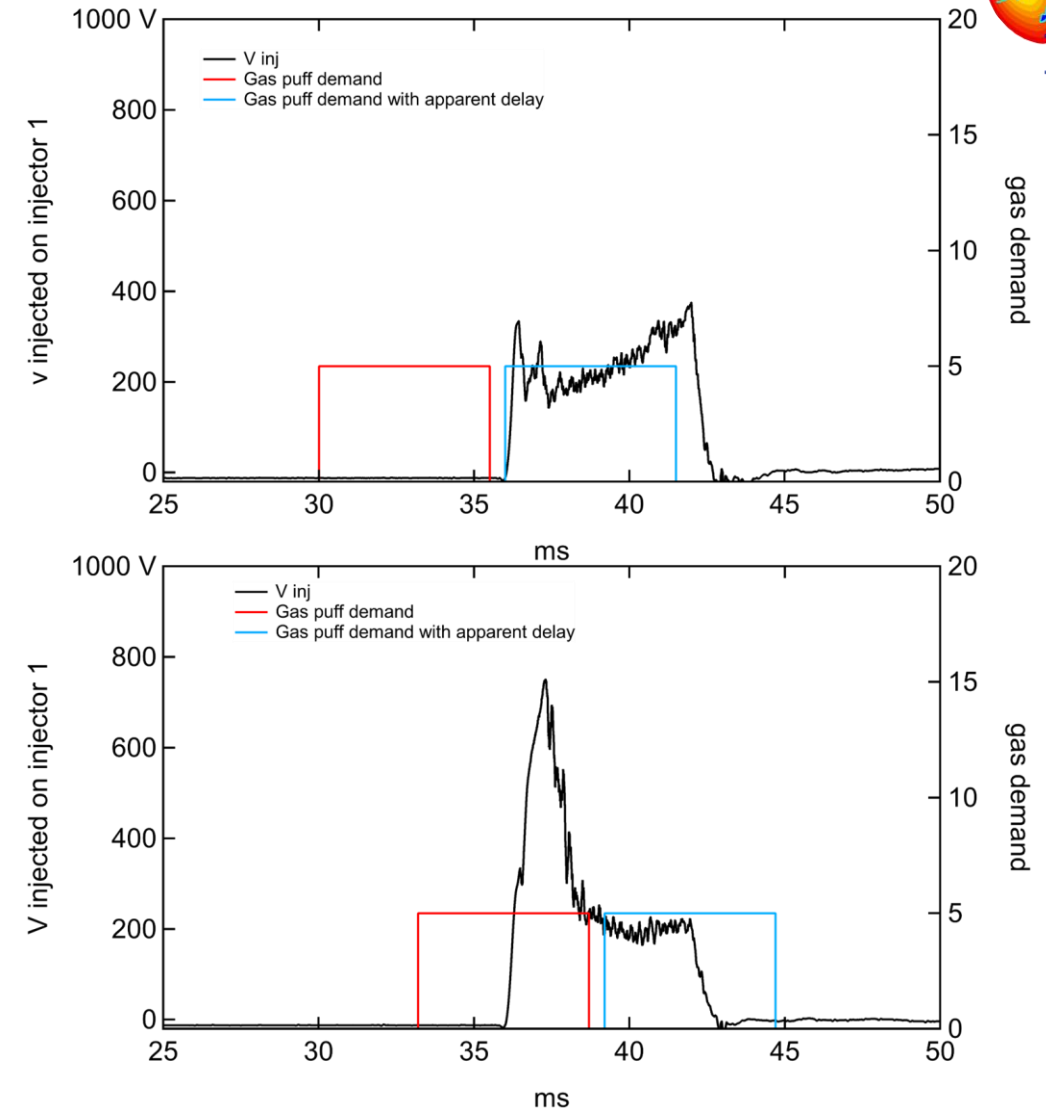 1000 V
800
600
400
200
0
20
15
10
5
0
v injected on injector 1
gas demand
V inj
Gas puff demand
Gas puff demand with apparent delay
25 30 35 40 45 50
ms
1000 V
800
600
400
200
0
20
15
10
5
0
V injected on injector 1
gas demand
V inj
Gas puff demand
Gas puff demand with apparent delay
25 30 35 40 45 50
ms